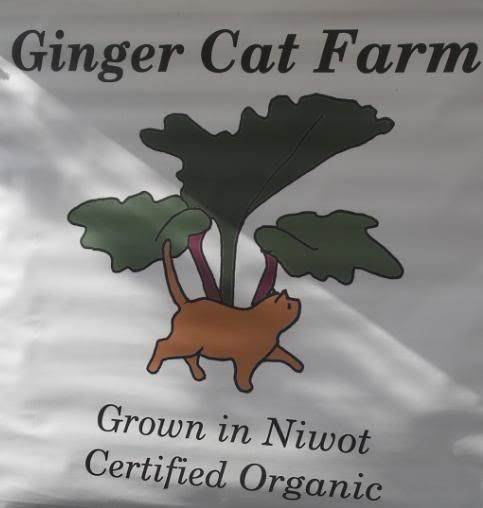 Ginger Cat Farm
Grown in Niwot
Certified Organic